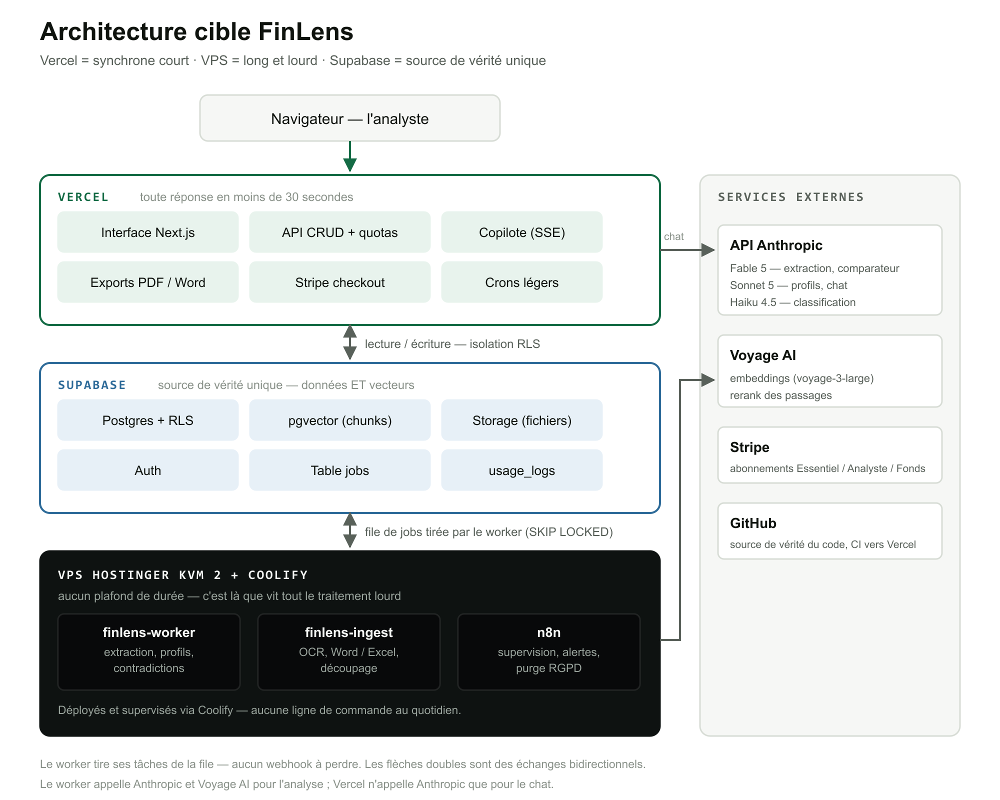 Architecture cible FinLens
Vercel = synchrone court · VPS = long et lourd · Supabase = source de vérité unique
Navigateur — l'analyste
VERCEL
toute réponse en moins de 30 secondes
Interface Next.js
API CRUD + quotas
Copilote (SSE)
Exports PDF / Word
Stripe checkout
Crons légers
chat
lecture / écriture — isolation RLS
SUPABASE
source de vérité unique — données ET vecteurs
Postgres + RLS
pgvector (chunks)
Storage (fichiers)
Auth
Table jobs
usage_logs
file de jobs tirée par le worker (SKIP LOCKED)
VPS HOSTINGER KVM 2 + COOLIFY
aucun plafond de durée — c'est là que vit tout le traitement lourd
finlens-worker
extraction, profils,
contradictions
finlens-ingest
OCR, Word / Excel,
découpage
n8n
supervision, alertes,
purge RGPD
Déployés et supervisés via Coolify — aucune ligne de commande au quotidien.
SERVICES EXTERNES
API Anthropic
Fable 5 — extraction, comparateur
Sonnet 5 — profils, chat
Haiku 4.5 — classification
Voyage AI
embeddings (voyage-3-large)
rerank des passages
Stripe
abonnements Essentiel / Analyste / Fonds
GitHub
source de vérité du code, CI vers Vercel
Le worker tire ses tâches de la file — aucun webhook à perdre. Les flèches doubles sont des échanges bidirectionnels.
Le worker appelle Anthropic et Voyage AI pour l'analyse ; Vercel n'appelle Anthropic que pour le chat.